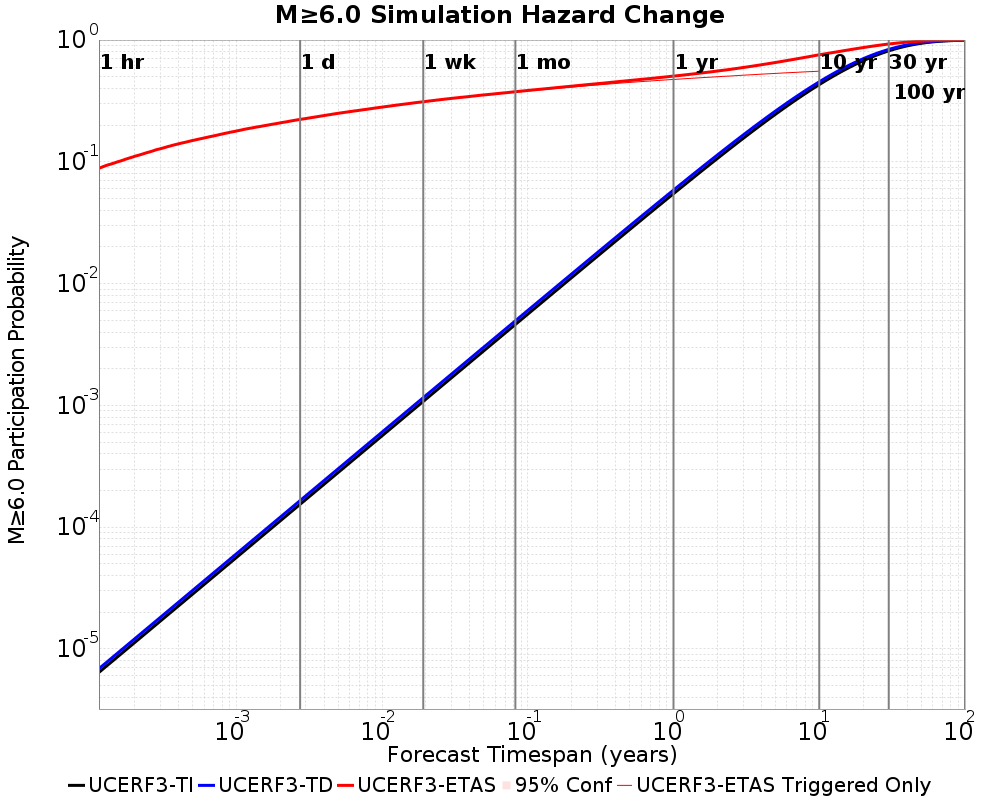 M≥6.0 Simulation Hazard Change
10^0
1 hr
1 d
1 wk
1 mo
1 yr
10 yr
30 yr
100 yr
10^-1
10^-2
10^-3
10^-4
10^-5
M≥6.0 Participation Probability
10^-3
10^-2
10^-1
10^0
10^1
10^2
Forecast Timespan (years)
UCERF3-TI UCERF3-TD UCERF3-ETAS 95% Conf UCERF3-ETAS Triggered Only